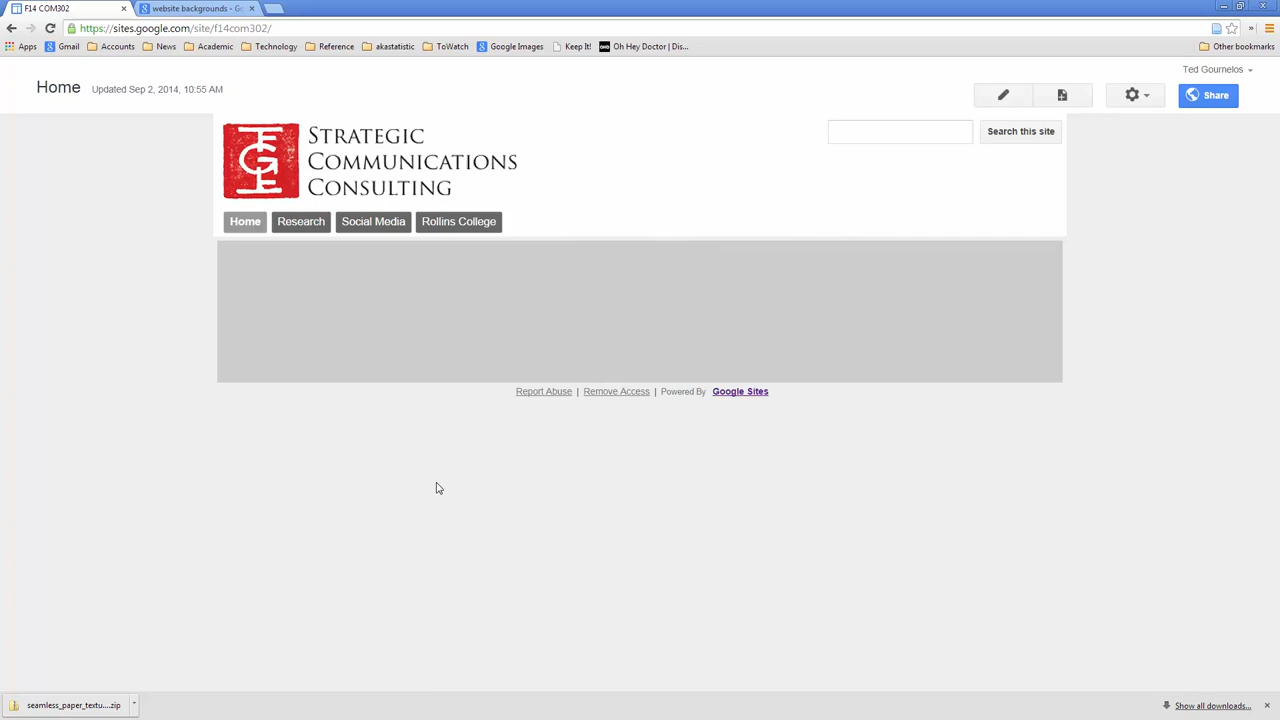 F14 COM302
website backgrounds - Go
https://sites.google.com/site/f14com302/
Apps Gmail Accounts News Academic Technology Reference akastatistic ToWatch Google Images Keep It! Oh Hey Doctor | Dis... Other bookmarks
Ted Gournelos
Home Updated Sep 2, 2014, 10:55 AM
Share
TGE
STRATEGIC
COMMUNICATIONS
CONSULTING
Search this site
Home Research Social Media Rollins College
Report Abuse | Remove Access | Powered By Google Sites
seamless_paper_textu....zip
Show all downloads...